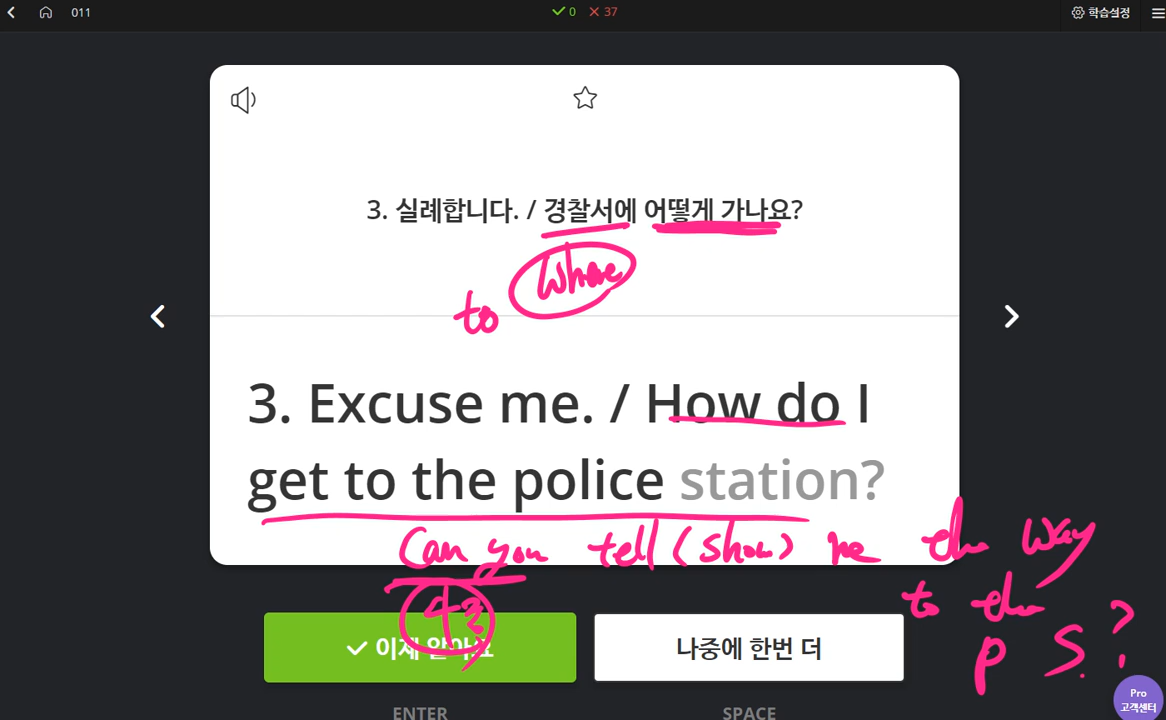 011
0 37
학습설정
3. 실례합니다. / 경찰서에 어떻게 가나요?
where
to
3. Excuse me. / How do I
get to the police station?
Can you tell (show) me the way
to the
p s.?
이제 알아요
나중에 한번 더
Pro
고객센터
ENTER SPACE